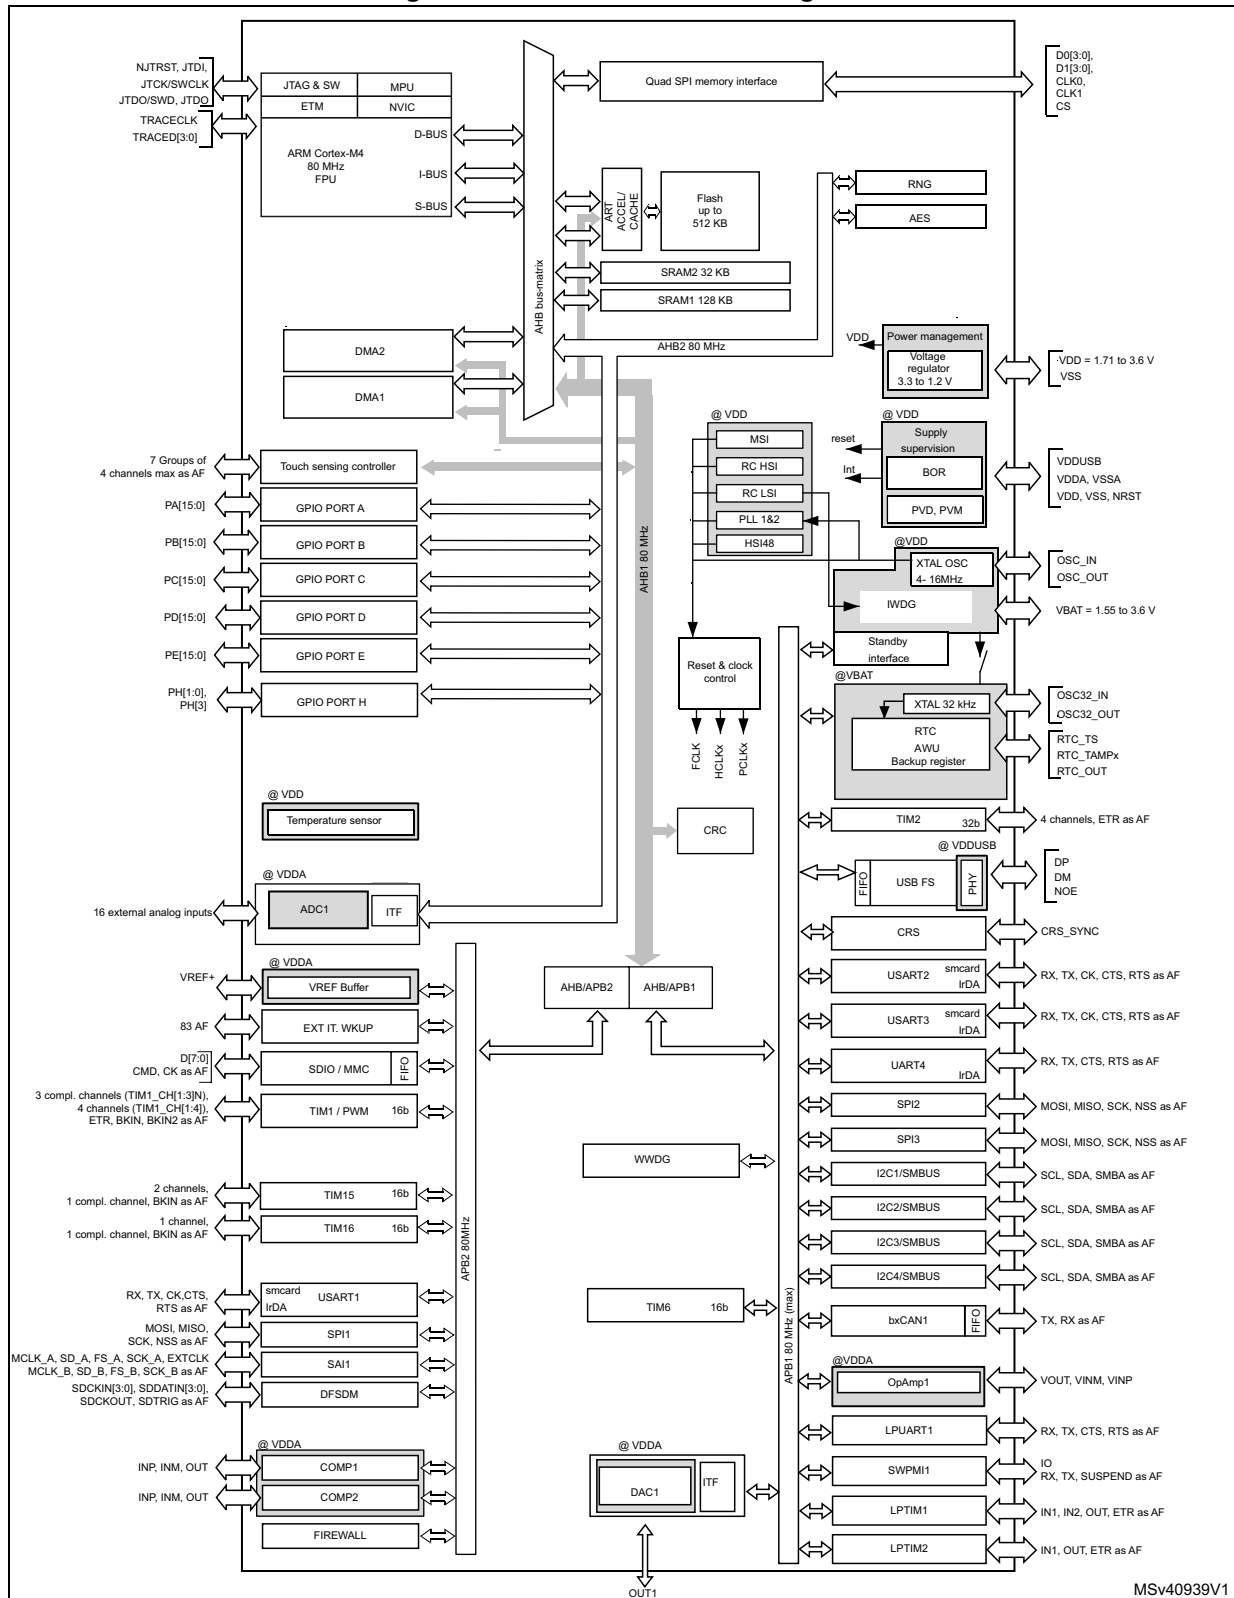 NJTRST, JTDI,
JTCK/SWCLK
JTDO/SWD, JTDO
TRACECLK
TRACED[3:0]
JTAG & SW
MPU
ETM
NVIC
ARM Cortex-M4
80 MHz
FPU
D-BUS
I-BUS
S-BUS
AHB bus-matrix
Quad SPI memory interface
D0[3:0],
D1[3:0],
CLK0,
CLK1
CS
ART
ACCEL/
CACHE
Flash
up to
512 KB
RNG
AES
SRAM2 32 KB
SRAM1 128 KB
AHB2 80 MHz
DMA2
DMA1
VDD
Power management
Voltage
regulator
3.3 to 1.2 V
VDD = 1.71 to 3.6 V
VSS
@ VDD
MSI
RC HSI
RC LSI
PLL 1&2
HSI48
@ VDD
reset
Int
Supply
supervision
BOR
PVD, PVM
VDDUSB
VDDA, VSSA
VDD, VSS, NRST
7 Groups of
4 channels max as AF
Touch sensing controller
PA[15:0]
GPIO PORT A
PB[15:0]
GPIO PORT B
PC[15:0]
GPIO PORT C
PD[15:0]
GPIO PORT D
PE[15:0]
GPIO PORT E
PH[1:0],
PH[3]
GPIO PORT H
AHB1 80 MHz
@VDD
XTAL OSC
4- 16MHz
IWDG
OSC_IN
OSC_OUT
VBAT = 1.55 to 3.6 V
Standby
interface
Reset & clock
control
FCLK
HCLKx
PCLKx
@VBAT
XTAL 32 kHz
RTC
AWU
Backup register
OSC32_IN
OSC32_OUT
RTC_TS
RTC_TAMPx
RTC_OUT
@ VDD
Temperature sensor
CRC
TIM2
32b
4 channels, ETR as AF
@ VDDUSB
FIFO
USB FS
PHY
DP
DM
NOE
@ VDDA
16 external analog inputs
ADC1
ITF
CRS
CRS_SYNC
@ VDDA
VREF+
VREF Buffer
AHB/APB2
AHB/APB1
USART2
smcard
IrDA
RX, TX, CK, CTS, RTS as AF
83 AF
EXT IT. WKUP
USART3
smcard
IrDA
RX, TX, CK, CTS, RTS as AF
D[7:0]
CMD, CK as AF
SDIO / MMC
FIFO
UART4
IrDA
RX, TX, CTS, RTS as AF
3 compl. channels (TIM1_CH[1:3]N),
4 channels (TIM1_CH[1:4]),
ETR, BKIN, BKIN2 as AF
TIM1 / PWM
16b
SPI2
MOSI, MISO, SCK, NSS as AF
SPI3
MOSI, MISO, SCK, NSS as AF
WWDG
I2C1/SMBUS
SCL, SDA, SMBA as AF
2 channels,
1 compl. channel, BKIN as AF
TIM15
16b
I2C2/SMBUS
SCL, SDA, SMBA as AF
1 channel,
1 compl. channel, BKIN as AF
TIM16
16b
APB2 80MHz
I2C3/SMBUS
SCL, SDA, SMBA as AF
I2C4/SMBUS
SCL, SDA, SMBA as AF
RX, TX, CK,CTS,
RTS as AF
smcard
IrDA
USART1
TIM6
16b
APB1 80 MHz (max)
bxCAN1
FIFO
TX, RX as AF
MOSI, MISO,
SCK, NSS as AF
SPI1
MCLK_A, SD_A, FS_A, SCK_A, EXTCLK
MCLK_B, SD_B, FS_B, SCK_B as AF
SAI1
SDCKIN[3:0], SDDATIN[3:0],
SDCKOUT, SDTRIG as AF
DFSDM
@VDDA
OpAmp1
VOUT, VINM, VINP
LPUART1
RX, TX, CTS, RTS as AF
@ VDDA
INP, INM, OUT
COMP1
INP, INM, OUT
COMP2
FIREWALL
@ VDDA
DAC1
ITF
OUT1
SWPMI1
IO
RX, TX, SUSPEND as AF
LPTIM1
IN1, IN2, OUT, ETR as AF
LPTIM2
IN1, OUT, ETR as AF
MSv40939V1